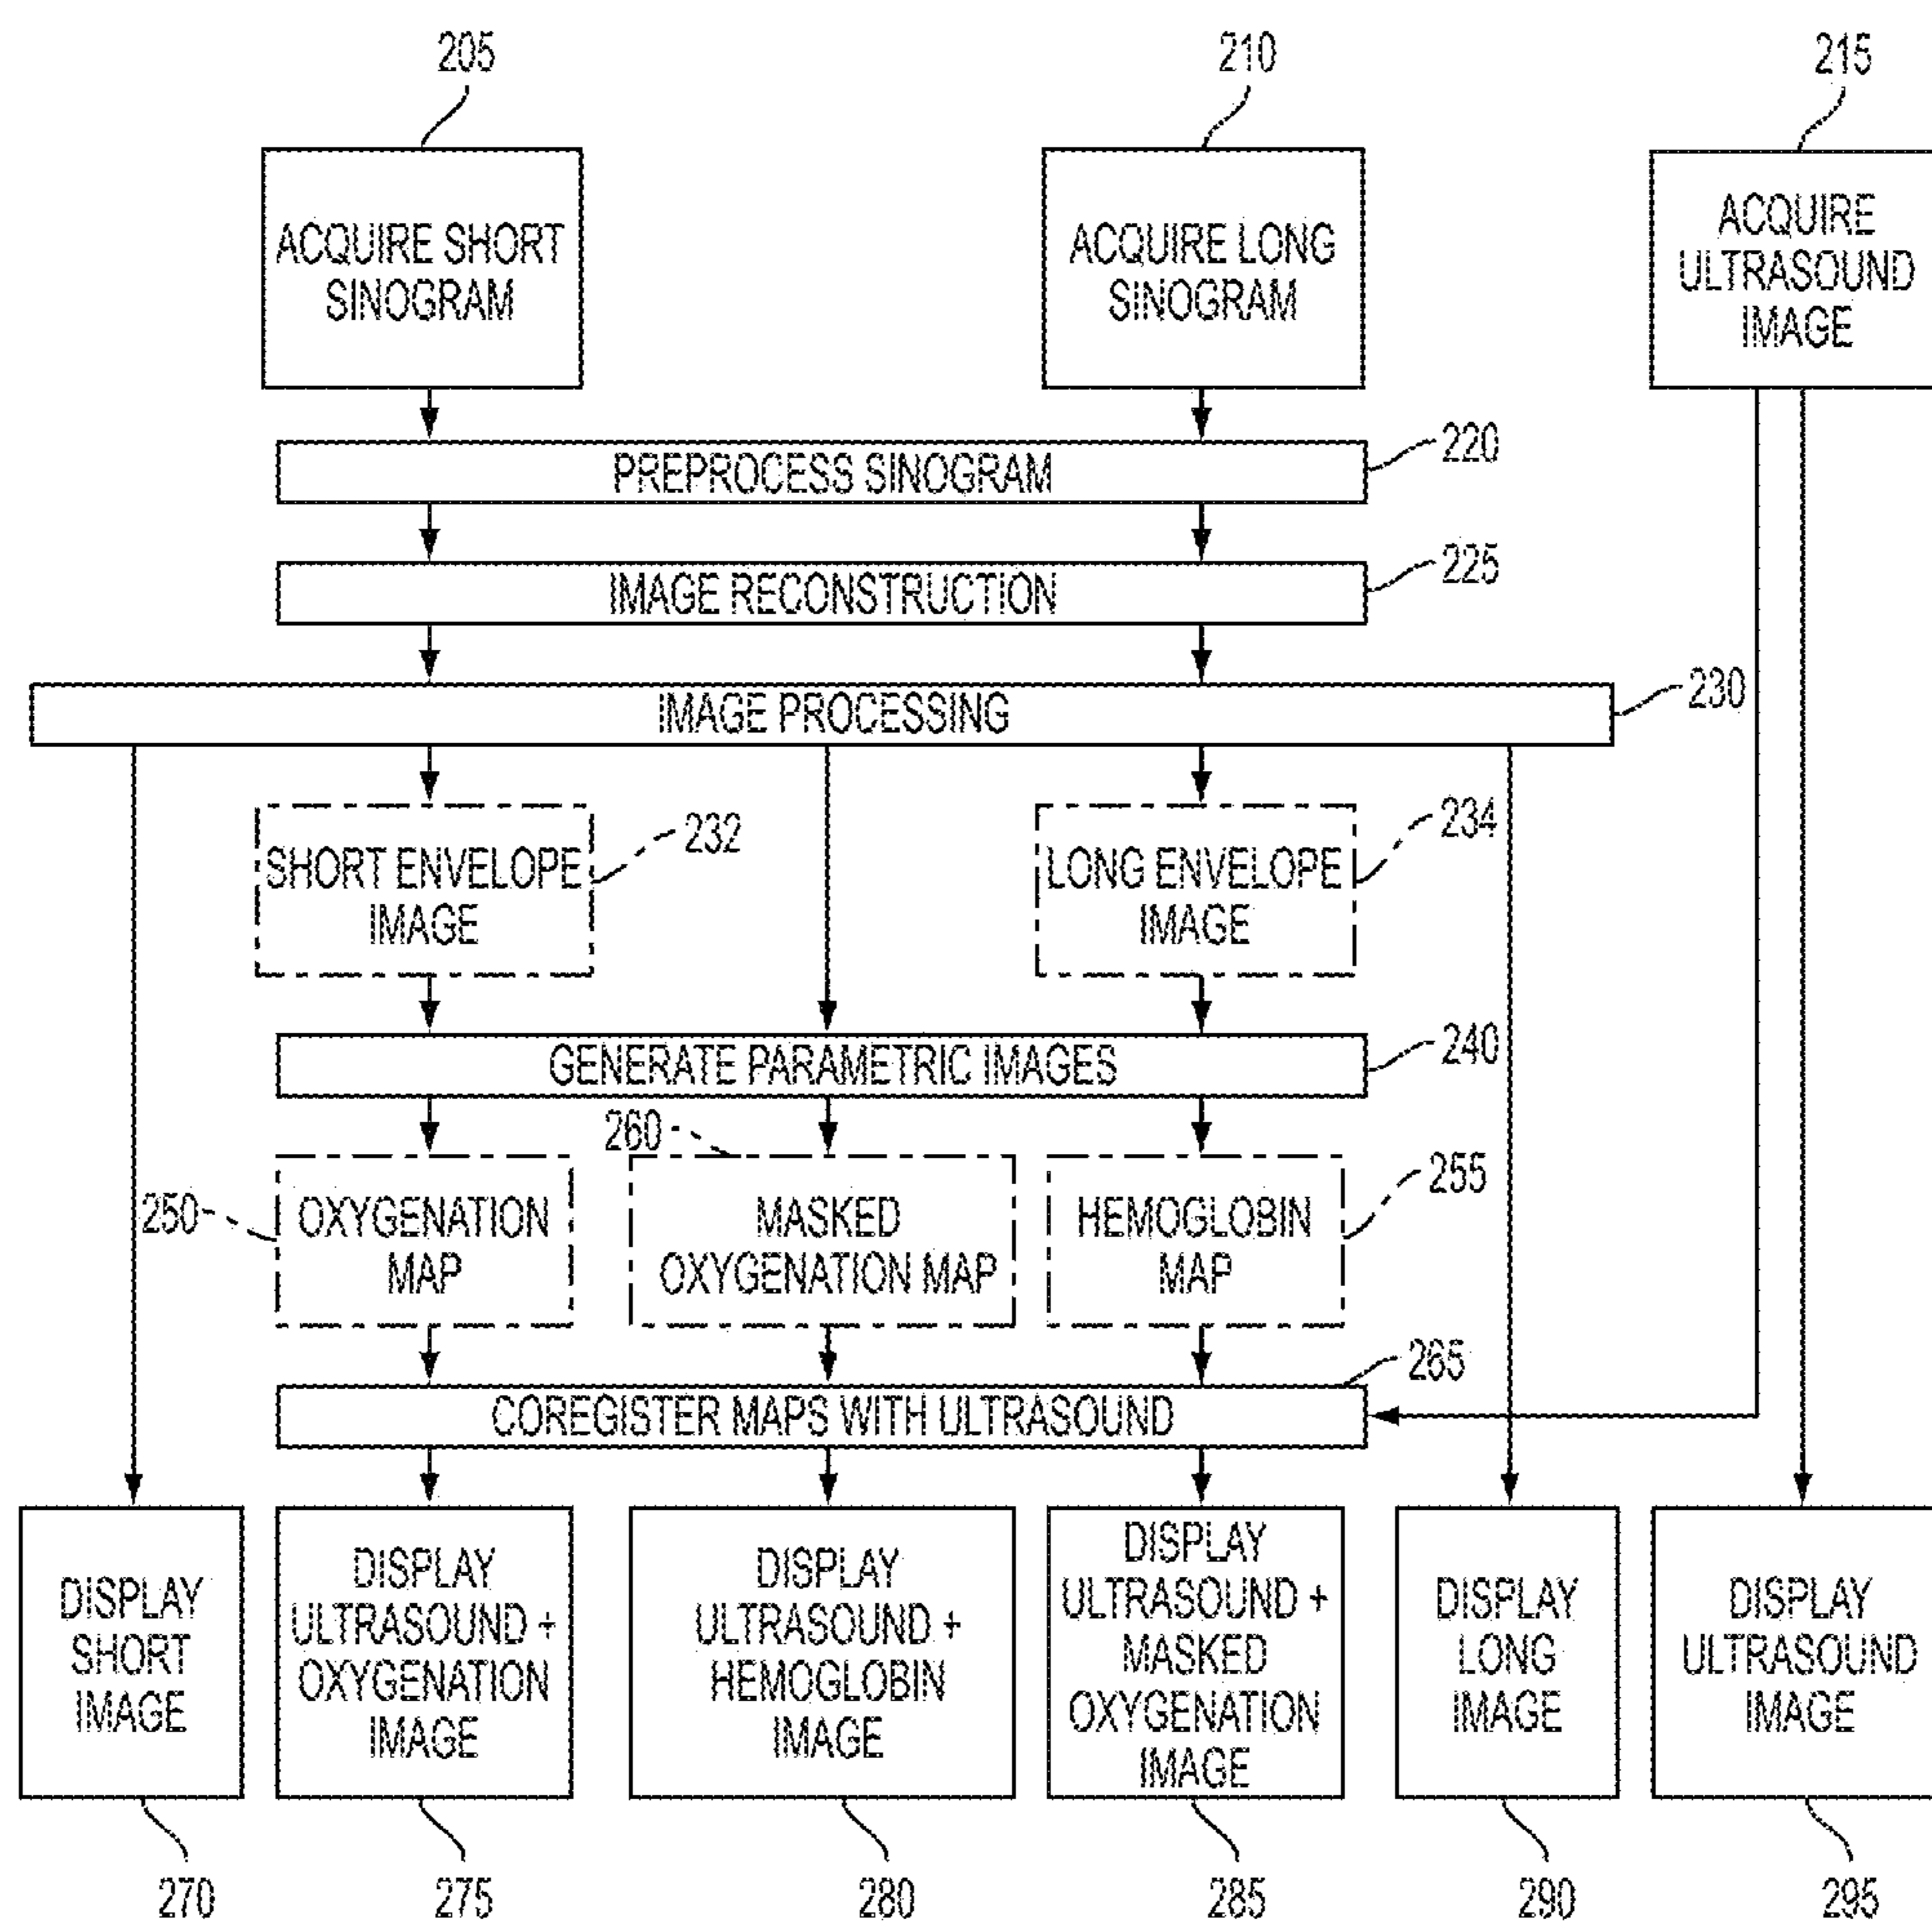 205
210
215
ACQUIRE SHORT
SINOGRAM
ACQUIRE LONG
SINOGRAM
ACQUIRE
ULTRASOUND
IMAGE
PREPROCESS SINOGRAM
220
IMAGE RECONSTRUCTION
225
IMAGE PROCESSING
230
SHORT ENVELOPE
IMAGE
232
LONG ENVELOPE
IMAGE
234
GENERATE PARAMETRIC IMAGES
240
260
250
OXYGENATION
MAP
MASKED
OXYGENATION MAP
HEMOGLOBIN
MAP
255
265
COREGISTER MAPS WITH ULTRASOUND
DISPLAY
SHORT
IMAGE
DISPLAY
ULTRASOUND +
OXYGENATION
IMAGE
DISPLAY
ULTRASOUND +
HEMOGLOBIN
IMAGE
DISPLAY
ULTRASOUND +
MASKED
OXYGENATION
IMAGE
DISPLAY
LONG
IMAGE
DISPLAY
ULTRASOUND
IMAGE
270
275
280
285
290
295